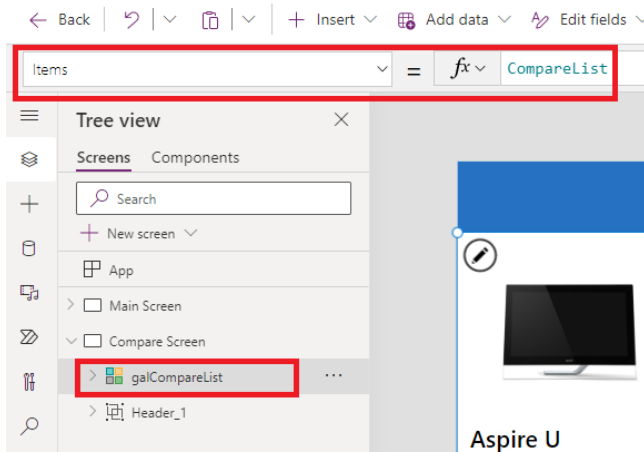 Back Insert Add data Edit fields
Items = fx CompareList
Tree view
Screens Components
Search
New screen
App
Main Screen
Compare Screen
galCompareList ...
Header_1
Aspire U